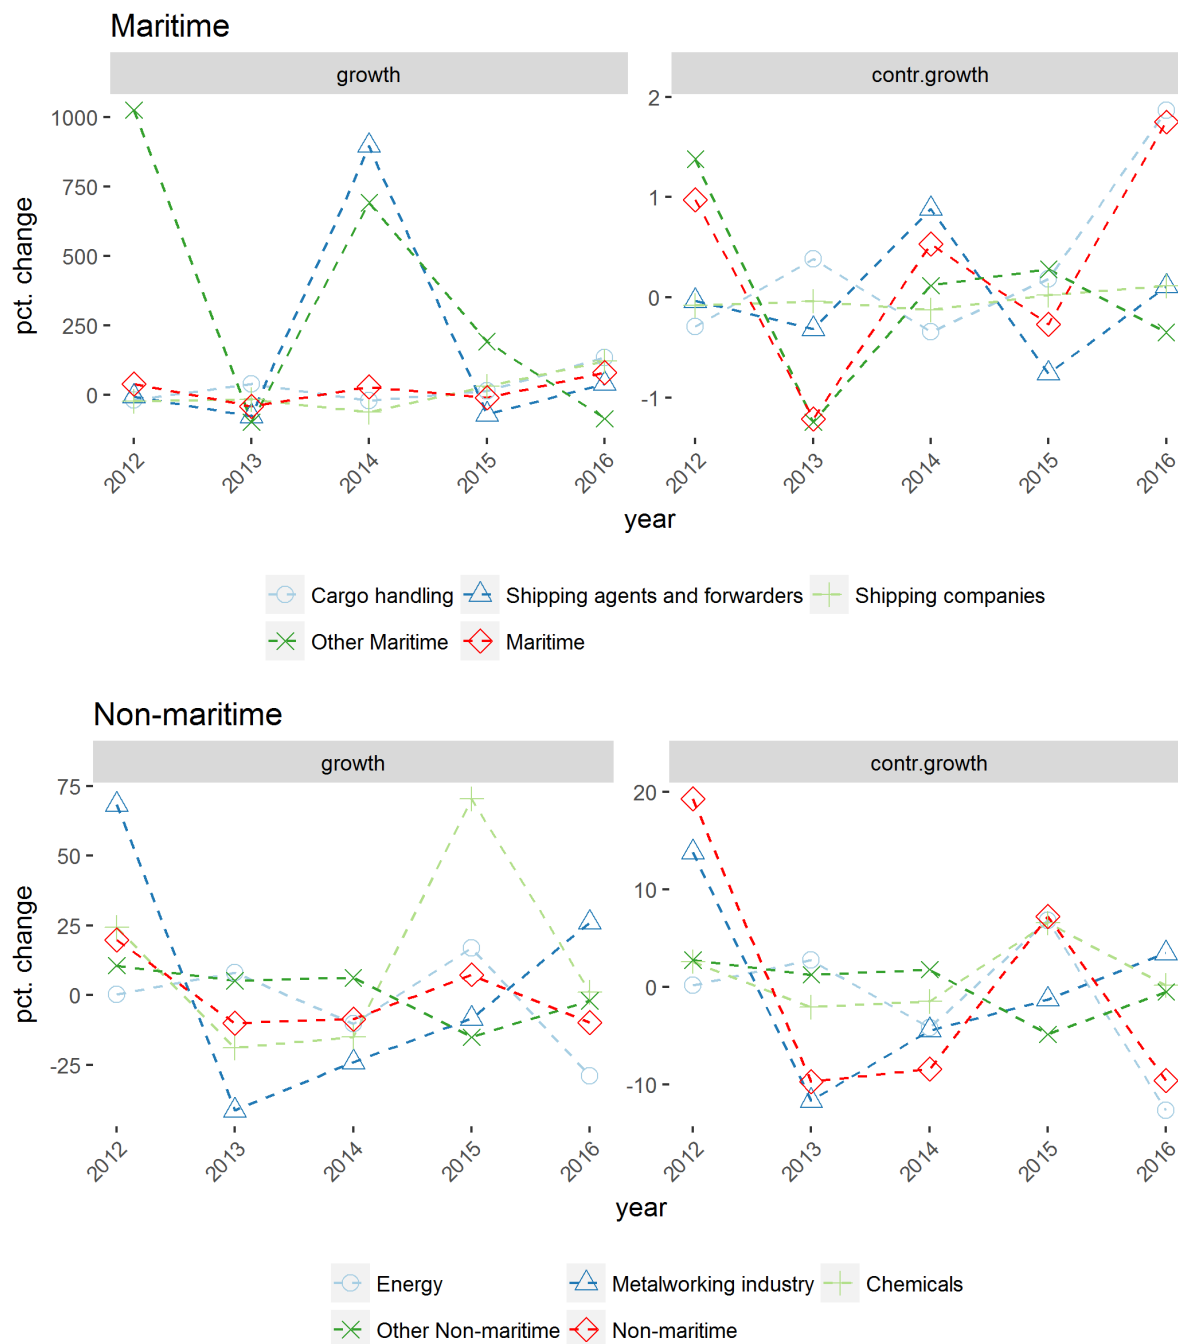 Maritime
growth
contr.growth
pct. change
1000
750
500
250
0
2
1
0
-1
2012
2013
2014
2015
2016
2012
2013
2014
2015
2016
year
Cargo handling
Shipping agents and forwarders
Shipping companies
Other Maritime
Maritime
Non-maritime
growth
contr.growth
pct. change
75
50
25
0
-25
20
10
0
-10
2012
2013
2014
2015
2016
2012
2013
2014
2015
2016
year
Energy
Metalworking industry
Chemicals
Other Non-maritime
Non-maritime